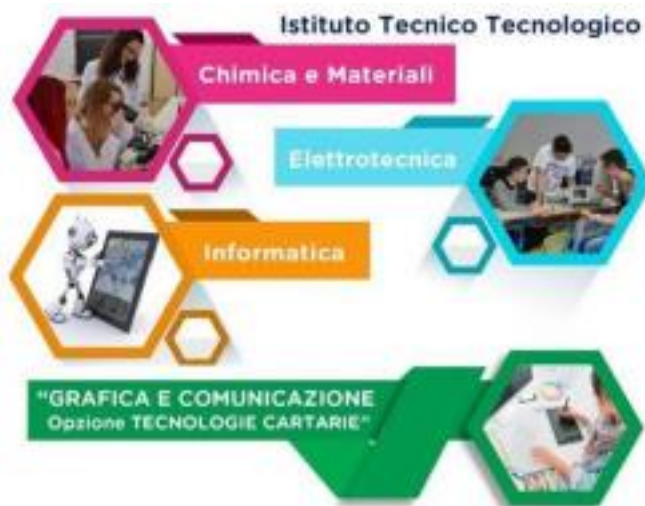 Istituto Tecnico Tecnologico
Chimica e Materiali
Elettrotecnica
Informatica
"GRAFICA E COMUNICAZIONE
Opzione TECNOLOGIE CARTARIE"